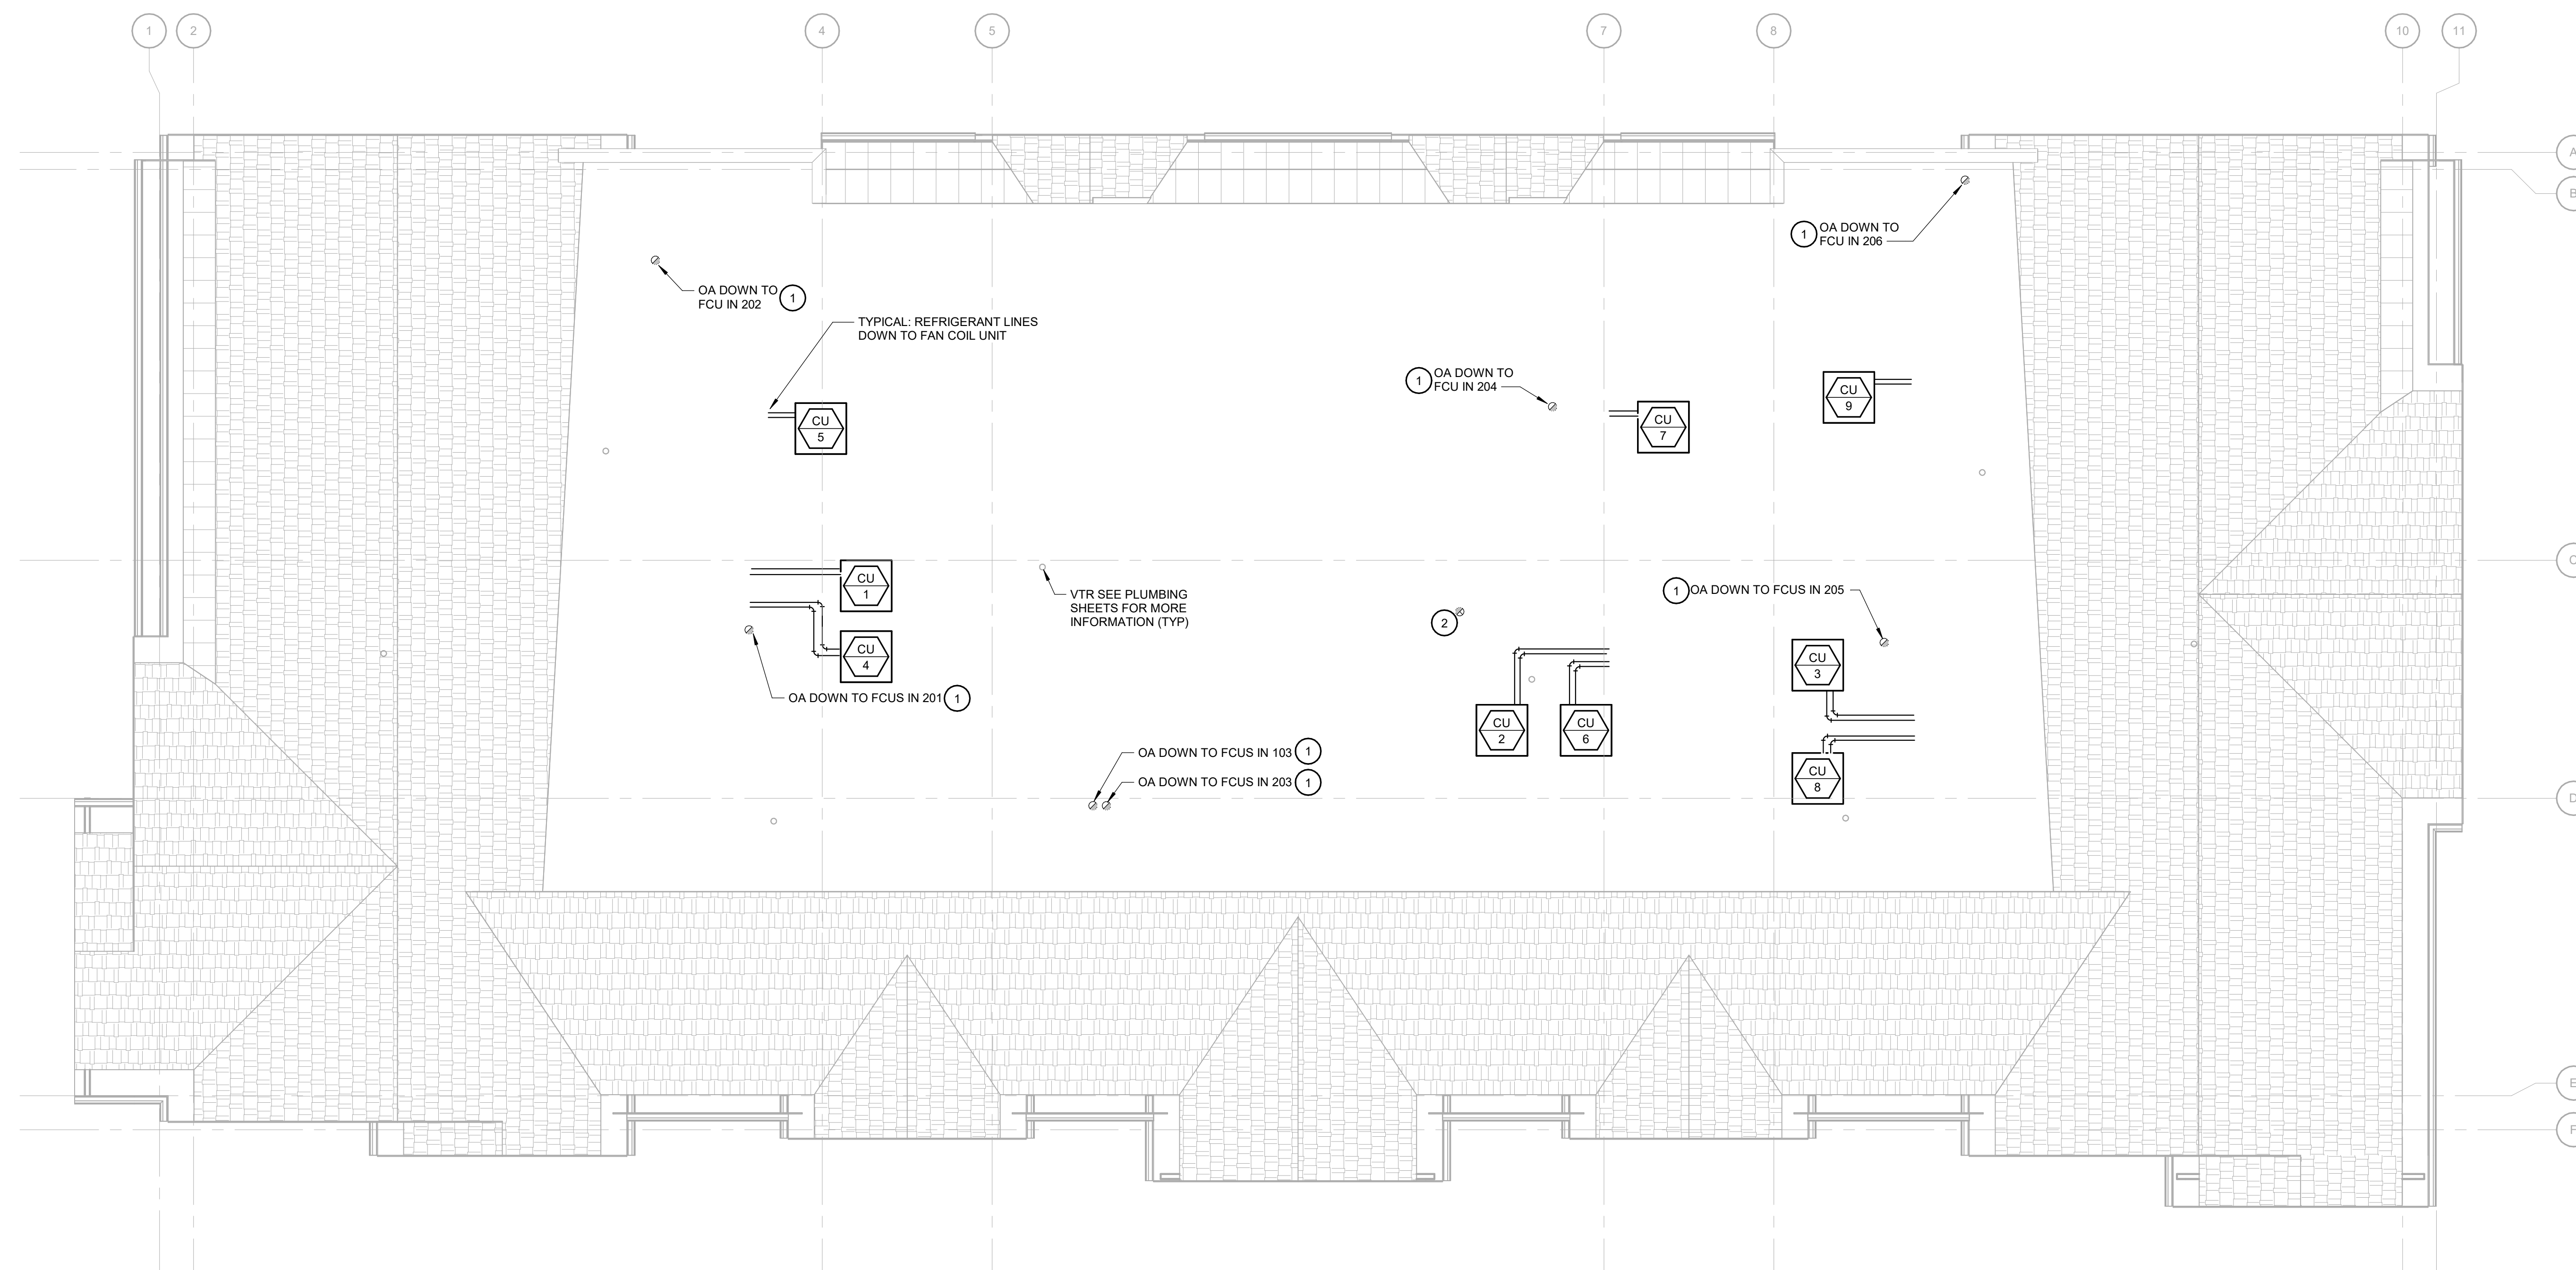 1
2
4
5
7
8
10
11
A
B
1
OA DOWN TO
FCU IN 206
OA DOWN TO
FCU IN 202
1
TYPICAL: REFRIGERANT LINES
DOWN TO FAN COIL UNIT
1
OA DOWN TO
FCU IN 204
CU
9
CU
5
CU
7
C
CU
1
VTR SEE PLUMBING
SHEETS FOR MORE
INFORMATION (TYP)
1
OA DOWN TO FCUS IN 205
2
CU
4
CU
3
OA DOWN TO FCUS IN 201
1
CU
2
CU
6
OA DOWN TO FCUS IN 103
1
OA DOWN TO FCUS IN 203
1
CU
8
D
E
F